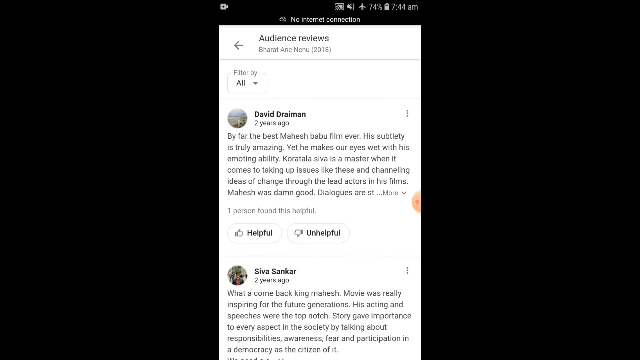 74% 7:44 am
No internet connection
Audience reviews
Bharat Ane Nenu (2018)
Filter by
All
David Draiman
2 years ago
By far the best Mahesh babu film ever. His subtlety
is truly amazing. Yet he makes our eyes wet with his
emoting ability. Koratala siva is a master when it
comes to taking up issues like these and channeling
ideas of change through the lead actors in his films.
Mahesh was damn good. Dialogues are st ...More
1 person found this helpful.
Helpful Unhelpful
Siva Sankar
2 years ago
What a come back king mahesh. Movie was really
inspiring for the future generations. His acting and
speeches were the top notch. Story gave importance
to every aspect in the society by talking about
responsibilities, awareness, fear and participation in
a democracy as the citizen of it.